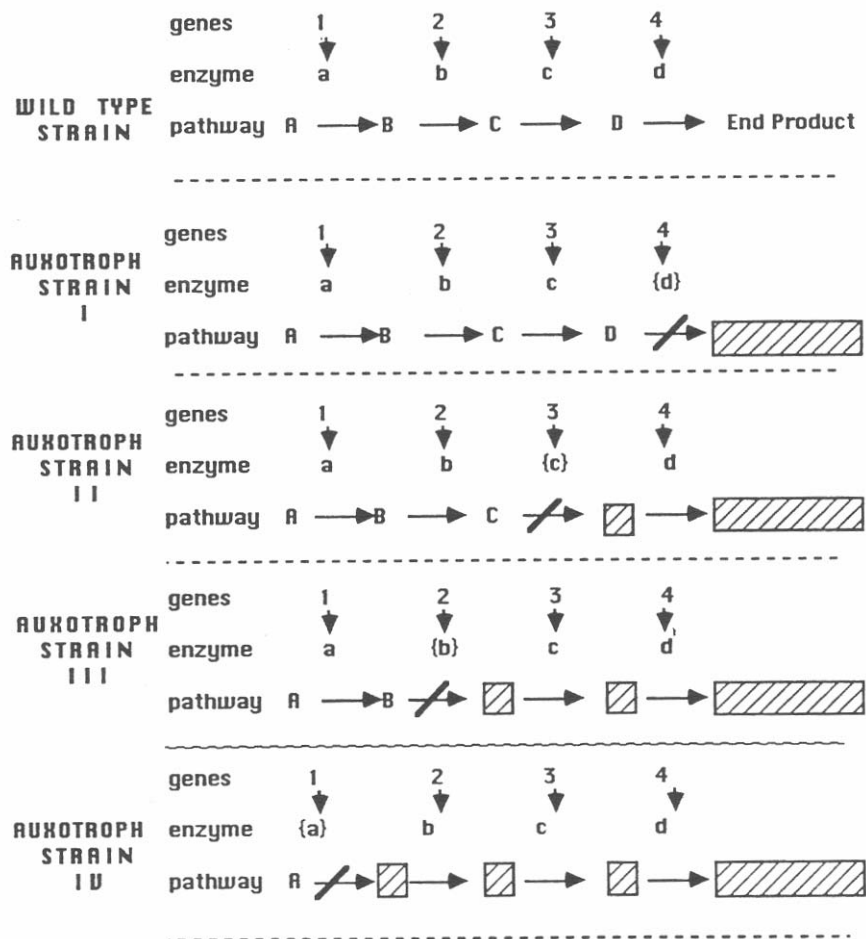 genes 1 2 3 4
enzyme a b c d
WILD TYPE STRAIN
pathway A B C D End Product
genes 1 2 3 4
AUXOTROPH STRAIN I
enzyme a b c {d}
pathway A B C D
genes 1 2 3 4
AUXOTROPH STRAIN II
enzyme a b {c} d
pathway A B C
genes 1 2 3 4
AUXOTROPH STRAIN III
enzyme a {b} c d
pathway A B
genes 1 2 3 4
AUXOTROPH STRAIN IV
enzyme {a} b c d
pathway A